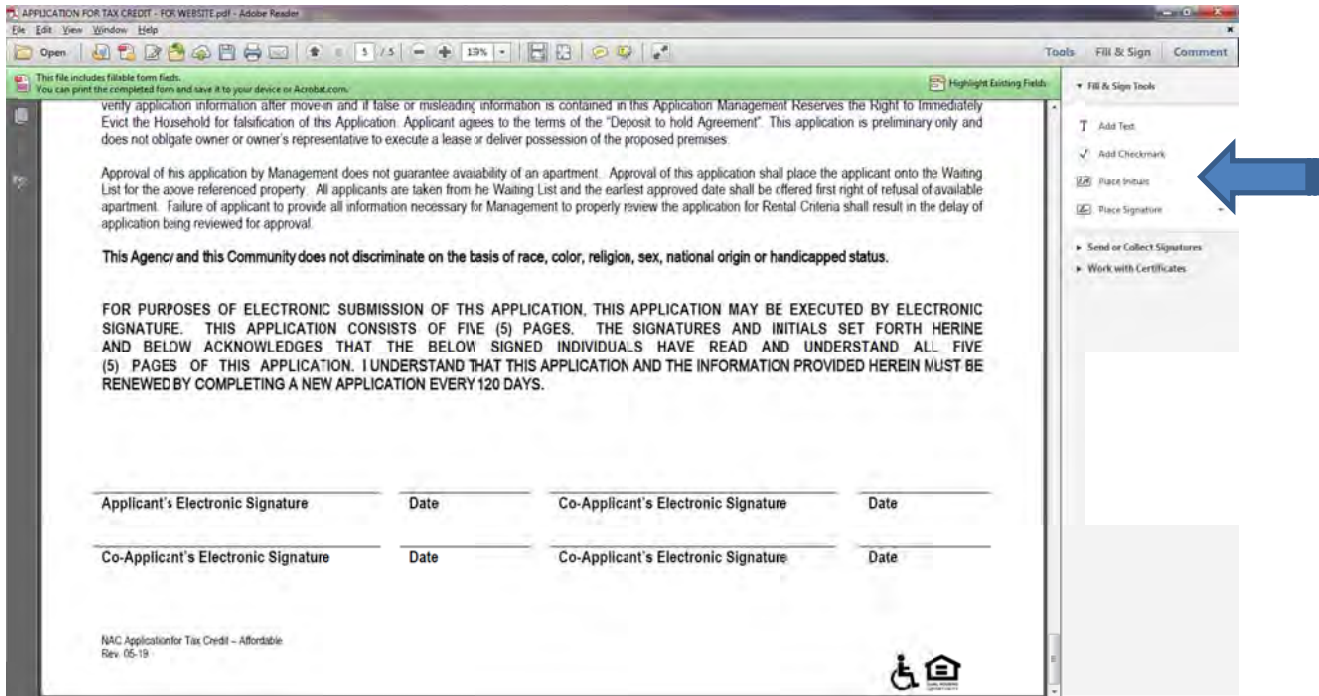 APPLICATION FOR TAX CREDIT - FOR WEBSITE.pdf - Adobe Reader
File Edit View Window Help
Open 5 / 5 13% Tools Fill & Sign Comment
This file includes fillable form fields.
You can print the completed form and save it to your device or Acrobat.com.
Highlight Existing Fields
Fill & Sign Tools
Add Text
Add Checkmark
Place Initials
Place Signature
Send or Collect Signatures
Work with Certificates
verify application information after move-in and if false or misleading information is contained in this Application Management Reserves the Right to Immediately
Evict the Household for falsification of this Application. Applicant agrees to the terms of the "Deposit to hold Agreement". This application is preliminary only and
does not obligate owner or owner's representative to execute a lease or deliver possession of the proposed premises.
Approval of his application by Management does not guarantee avaiability of an apartment. Approval of this application shal place the applicant onto the Waiting
List for the above referenced property. All applicants are taken from he Waiting List and the earliest approved date shall be offered first right of refusal of available
apartment. Failure of applicant to provide all information necessary for Management to properly review the application for Rental Criteria shall result in the delay of
application being reviewed for approval.
This Agency and this Community does not discriminate on the basis of race, color, religion, sex, national origin or handicapped status.
FOR PURPOSES OF ELECTRONIC SUBMISSION OF THS APPLICATION, THIS APPLICATION MAY BE EXECUTED BY ELECTRONIC
SIGNATURE. THIS APPLICATION CONSISTS OF FIVE (5) PAGES. THE SIGNATURES AND INITIALS SET FORTH HERINE
AND BELOW ACKNOWLEDGES THAT THE BELOW SIGNED INDIVIDUALS HAVE READ AND UNDERSTAND ALL FIVE
(5) PAGES OF THIS APPLICATION. I UNDERSTAND THAT THIS APPLICATION AND THE INFORMATION PROVIDED HEREIN MUST BE
RENEWED BY COMPLETING A NEW APPLICATION EVERY 120 DAYS.
Applicant's Electronic Signature Date Co-Applicant's Electronic Signature Date
Co-Applicant's Electronic Signature Date Co-Applicant's Electronic Signature Date
NAC Application for Tax Credit – Affordable
Rev. 05-19